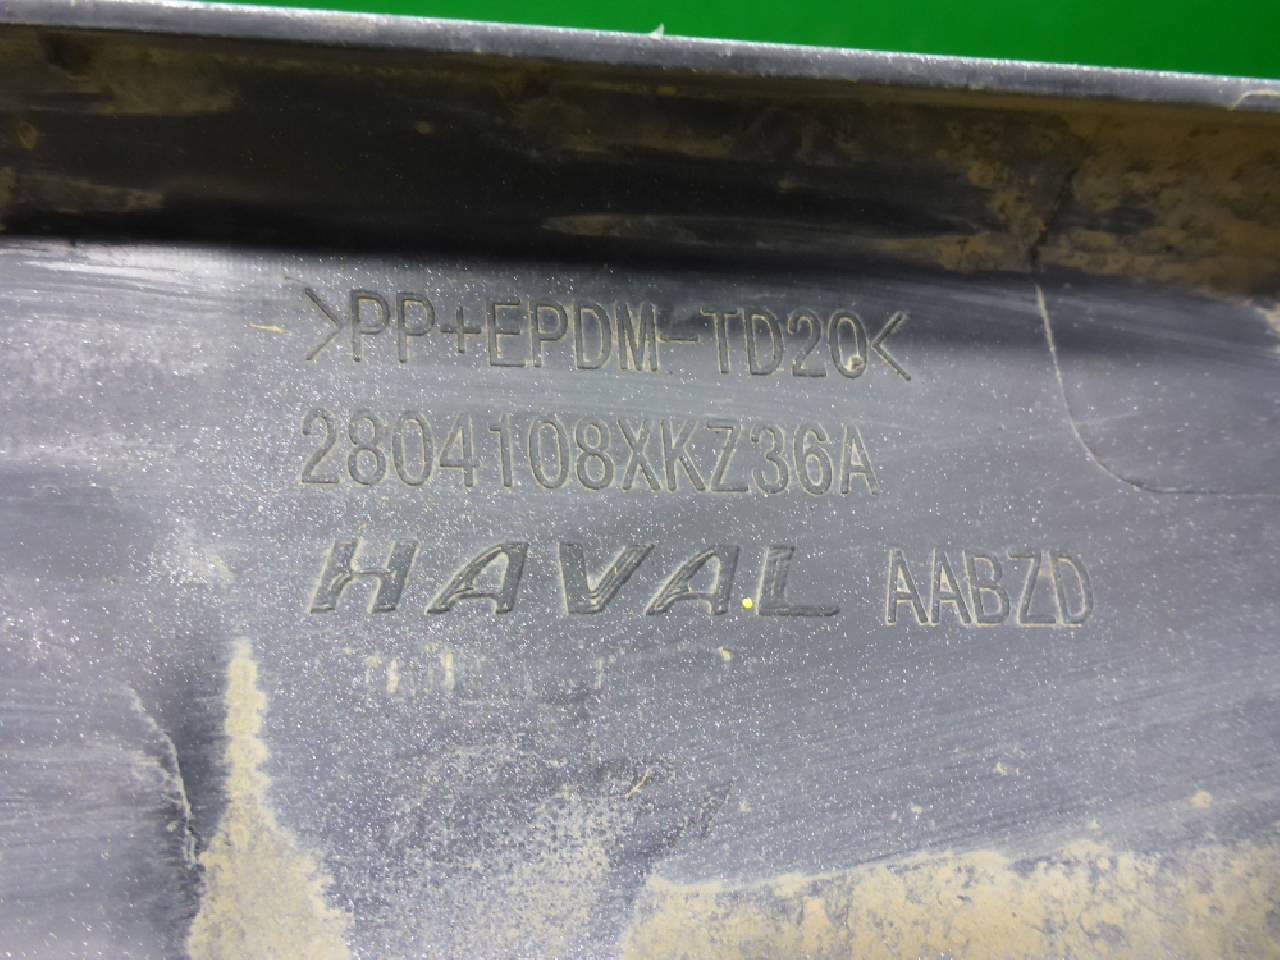 >PP+EPDM-TD20<
2804108XKZ36A
HAVAL AABZD